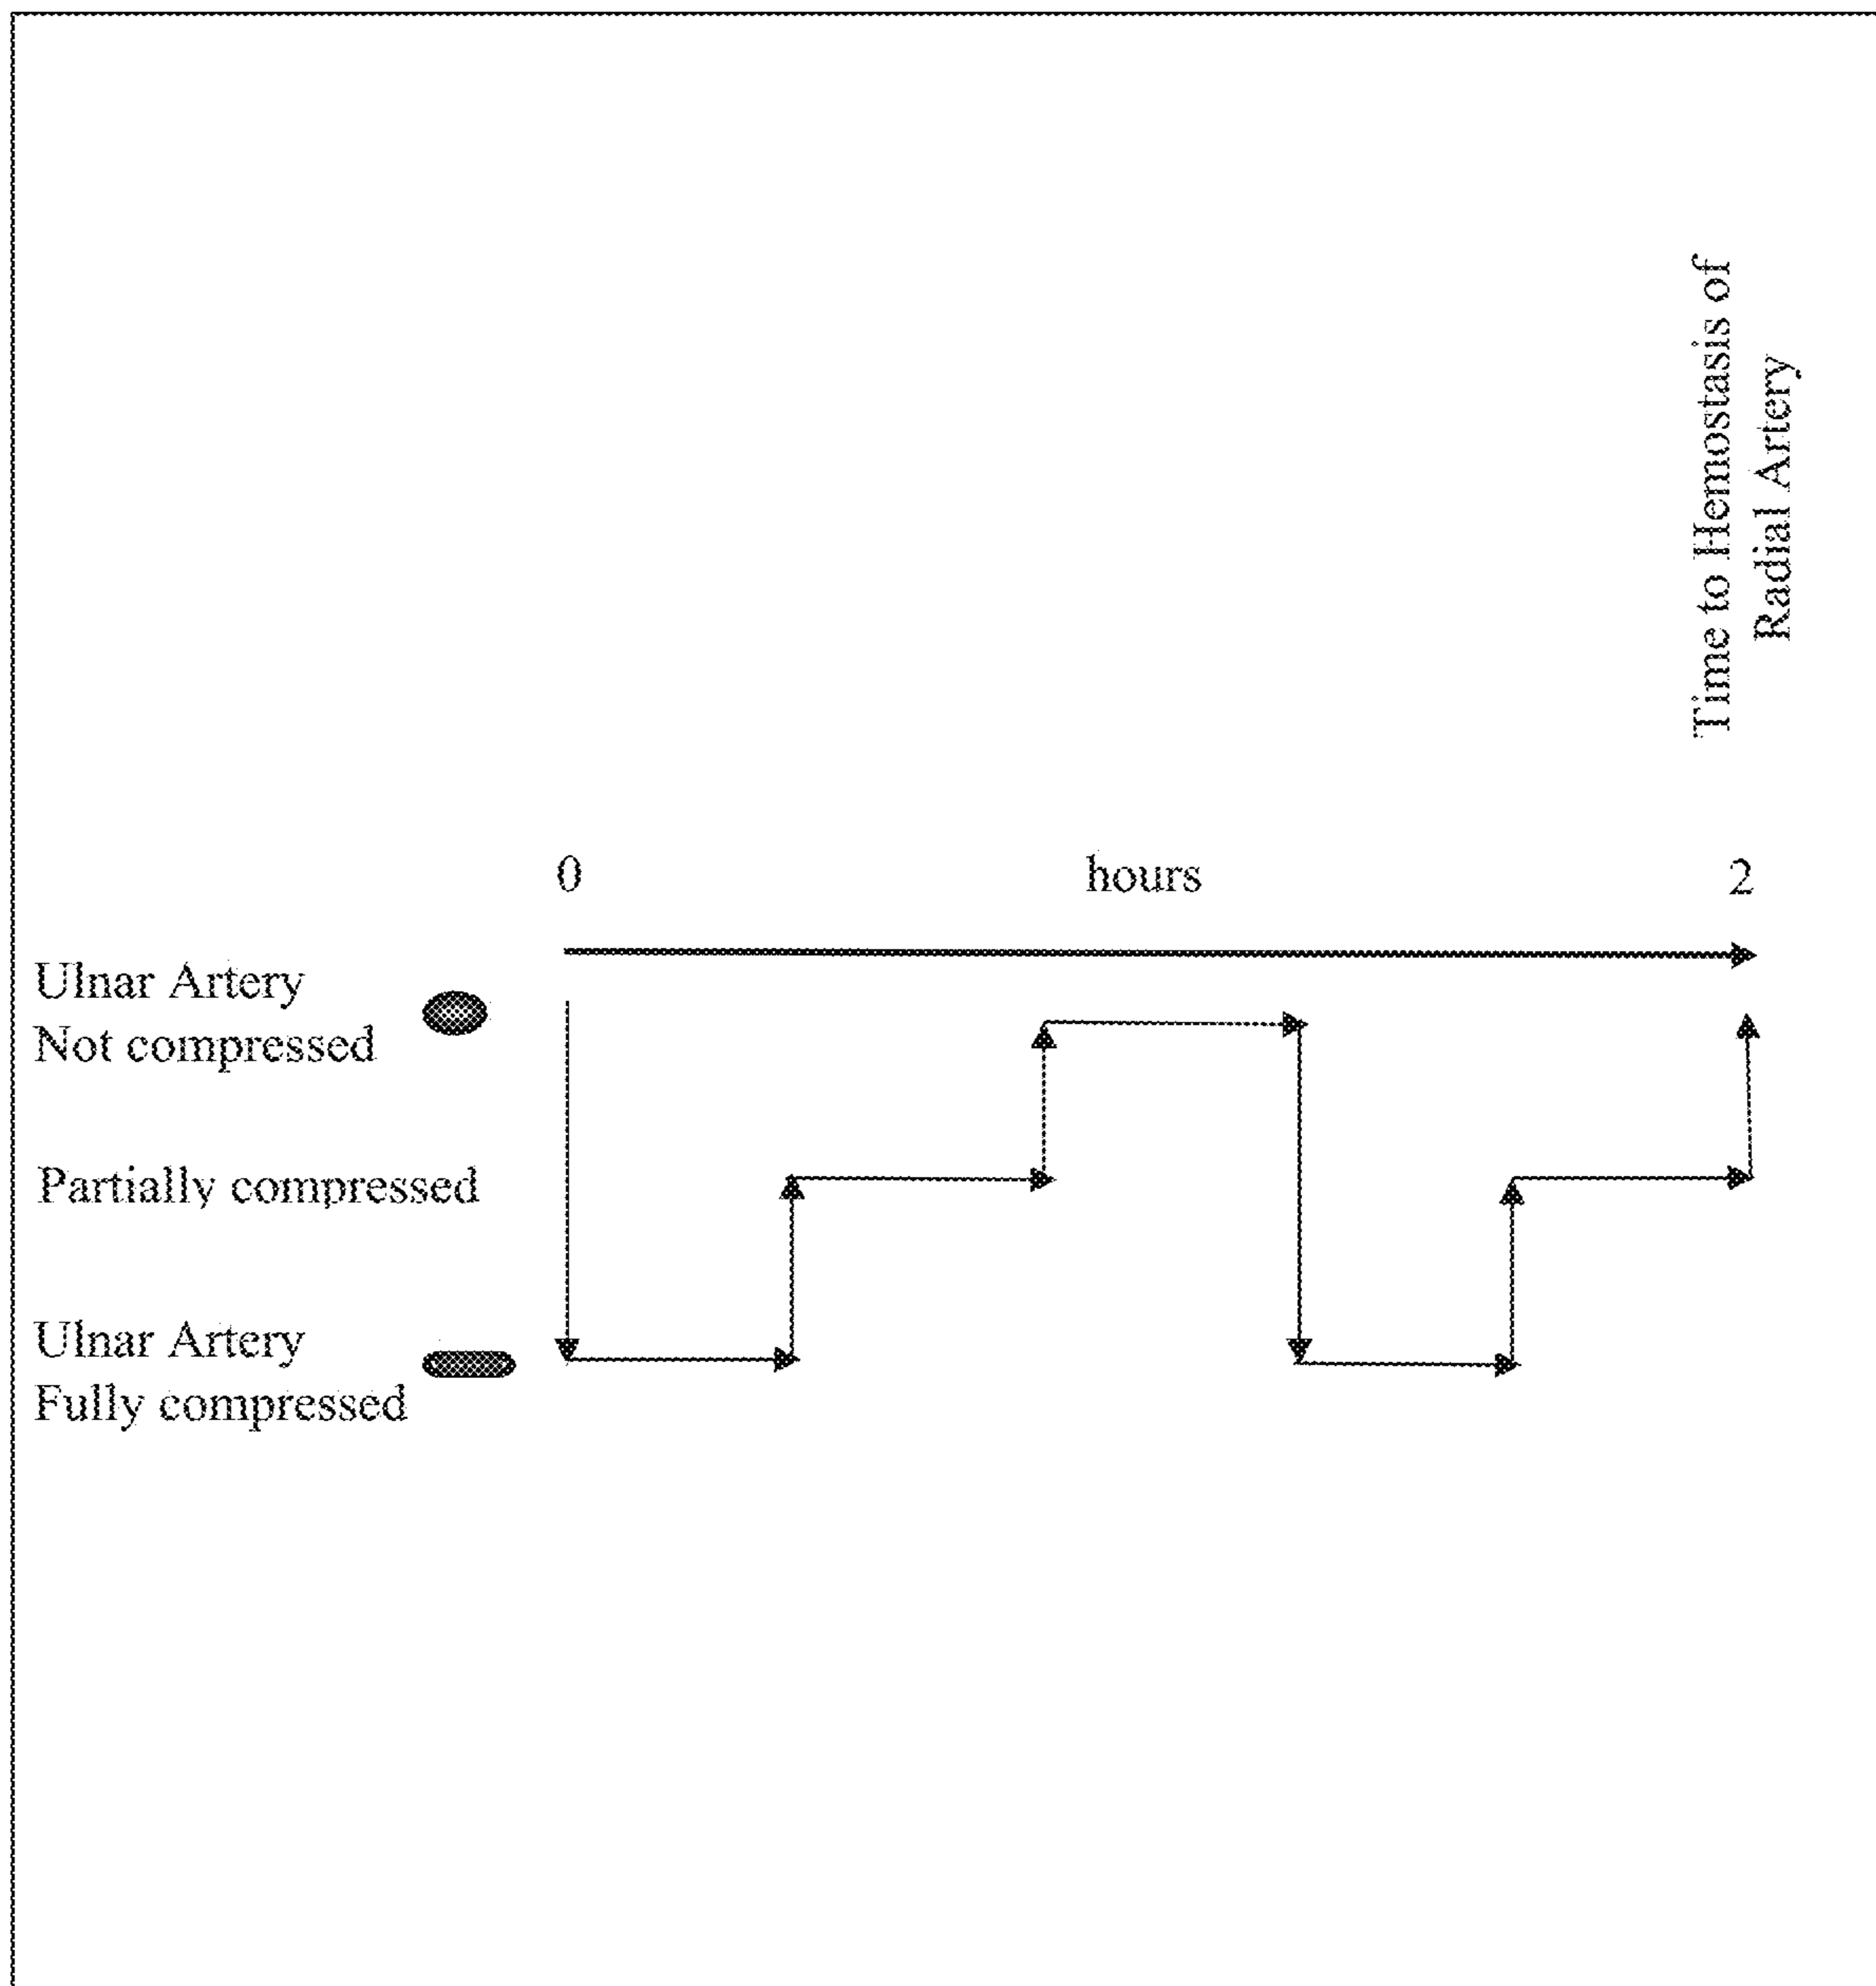 Time to Hemostasis of
Radial Artery
0 hours 2
Ulnar Artery
Not compressed
Partially compressed
Ulnar Artery
Fully compressed